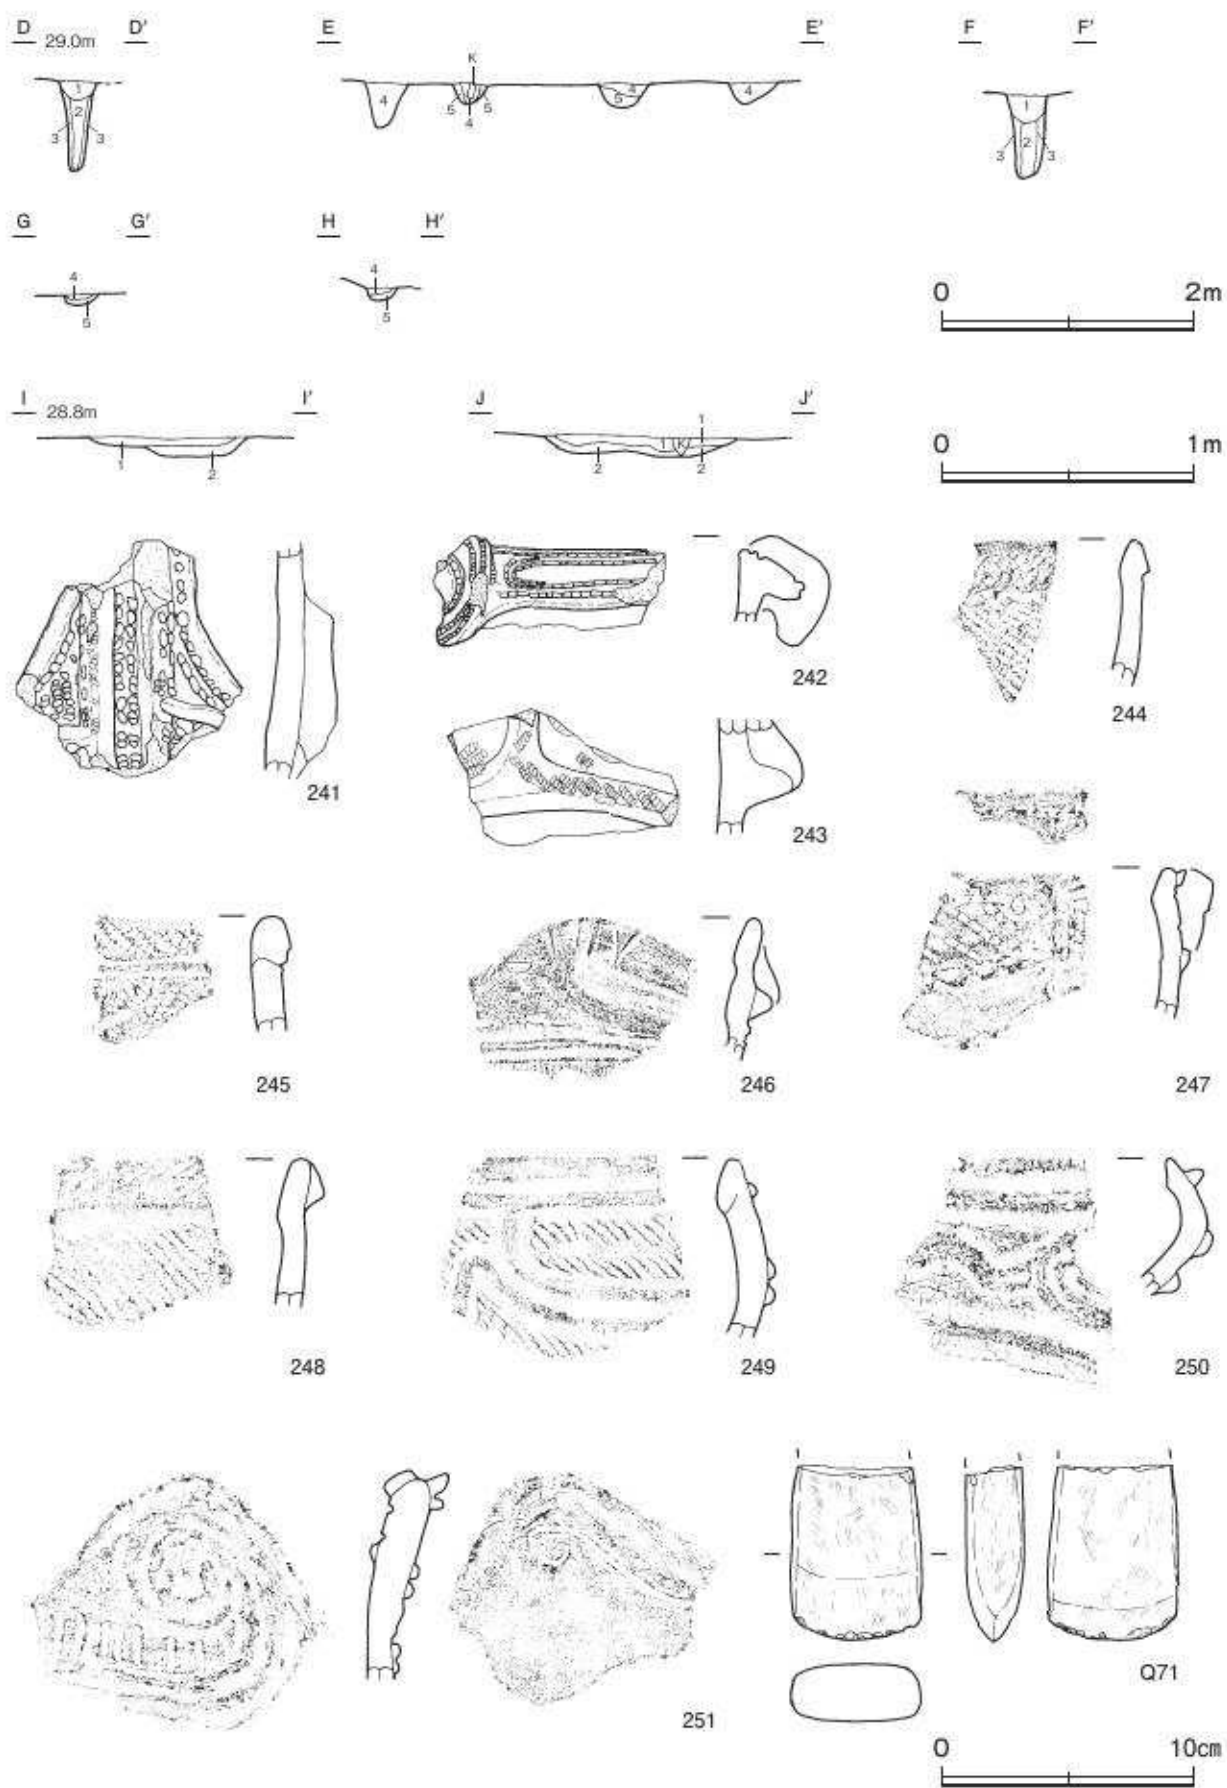 D D′ E E′ F F′
29.0m
K
1 2 3 3
4 5 4 5 5 4 4
1 2 3 3
G G′ H H′
4 5
4 5
0 2m
I I′ J J′
28.8m
1 2
1 1 K 2 2
0 1m
241
242
243
244
245
246
247
248
249
250
251
Q71
0 10cm